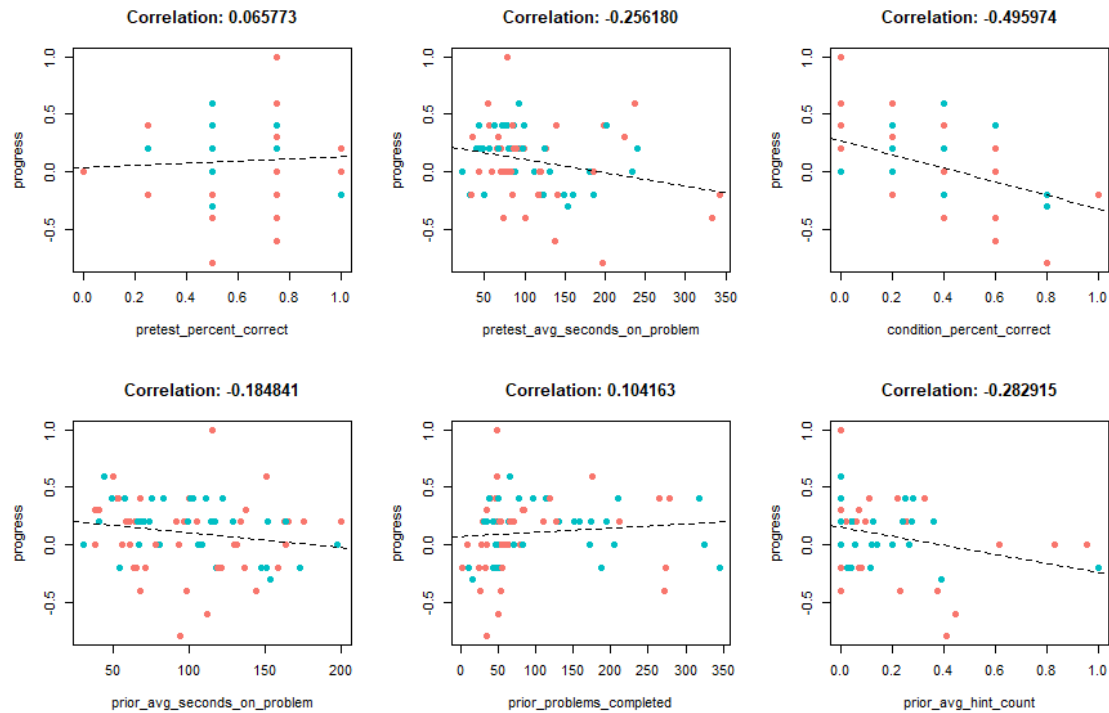 Correlation: 0.065773
Correlation: -0.256180
Correlation: -0.495974
progress
1.0
0.5
0.0
-0.5
0.0 0.2 0.4 0.6 0.8 1.0
pretest_percent_correct
progress
1.0
0.5
0.0
-0.5
50 100 150 200 250 300 350
pretest_avg_seconds_on_problem
progress
1.0
0.5
0.0
-0.5
0.0 0.2 0.4 0.6 0.8 1.0
condition_percent_correct
Correlation: -0.184841
Correlation: 0.104163
Correlation: -0.282915
progress
1.0
0.5
0.0
-0.5
50 100 150 200
prior_avg_seconds_on_problem
progress
1.0
0.5
0.0
-0.5
0 50 100 150 200 250 300 350
prior_problems_completed
progress
1.0
0.5
0.0
-0.5
0.0 0.2 0.4 0.6 0.8 1.0
prior_avg_hint_count